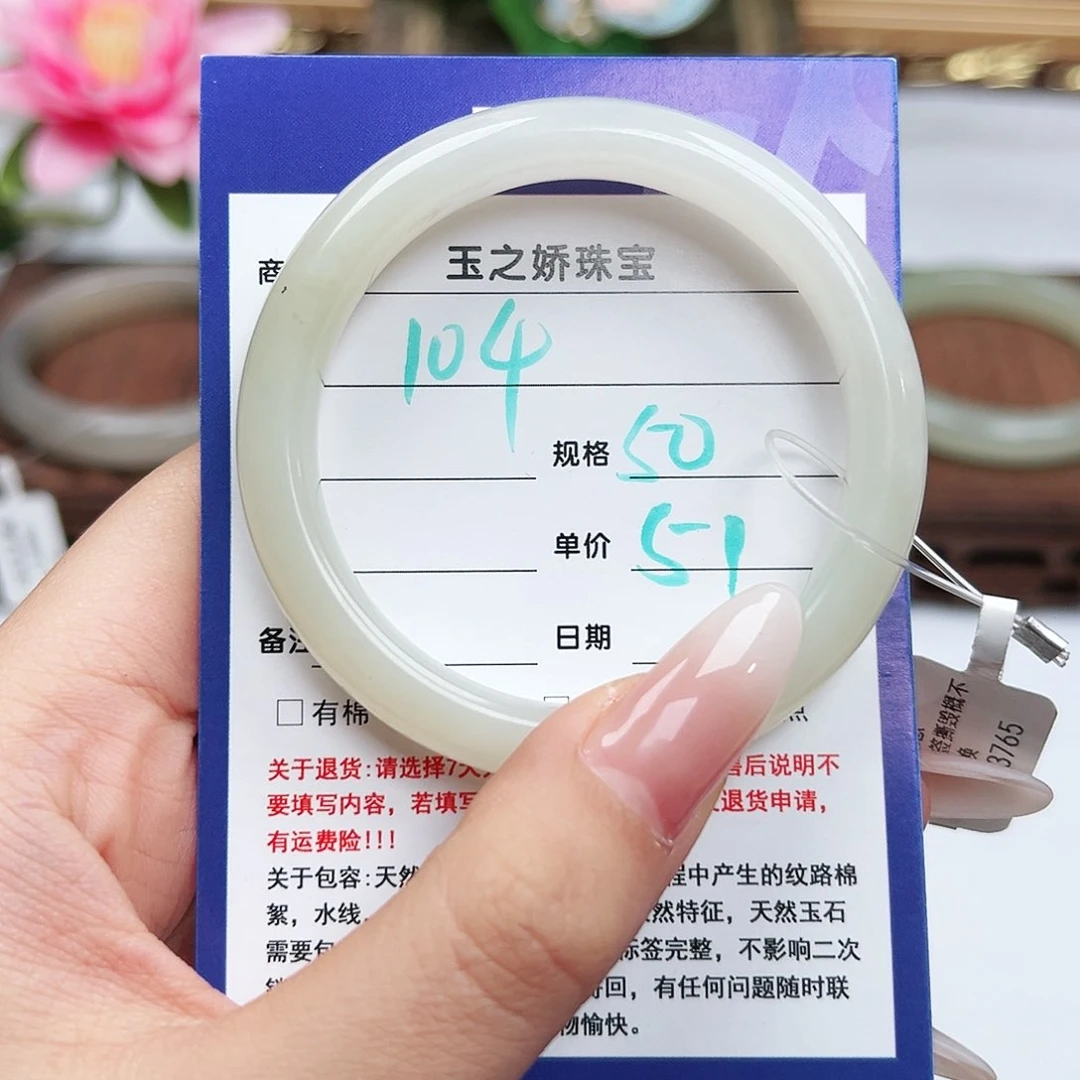 商
玉之娇珠宝
104
规格 50
单价 51
备注
日期
□ 有棉
关于退货:请选择7天 售后说明不
要填写内容，若填写 退货申请，
有运费险!!!
关于包容:天然 程中产生的纹路棉
絮，水线 然特征，天然玉石
需要包 标签完整，不影响二次
回，有任何问题随时联
物愉快。
签撕毁概不
3765